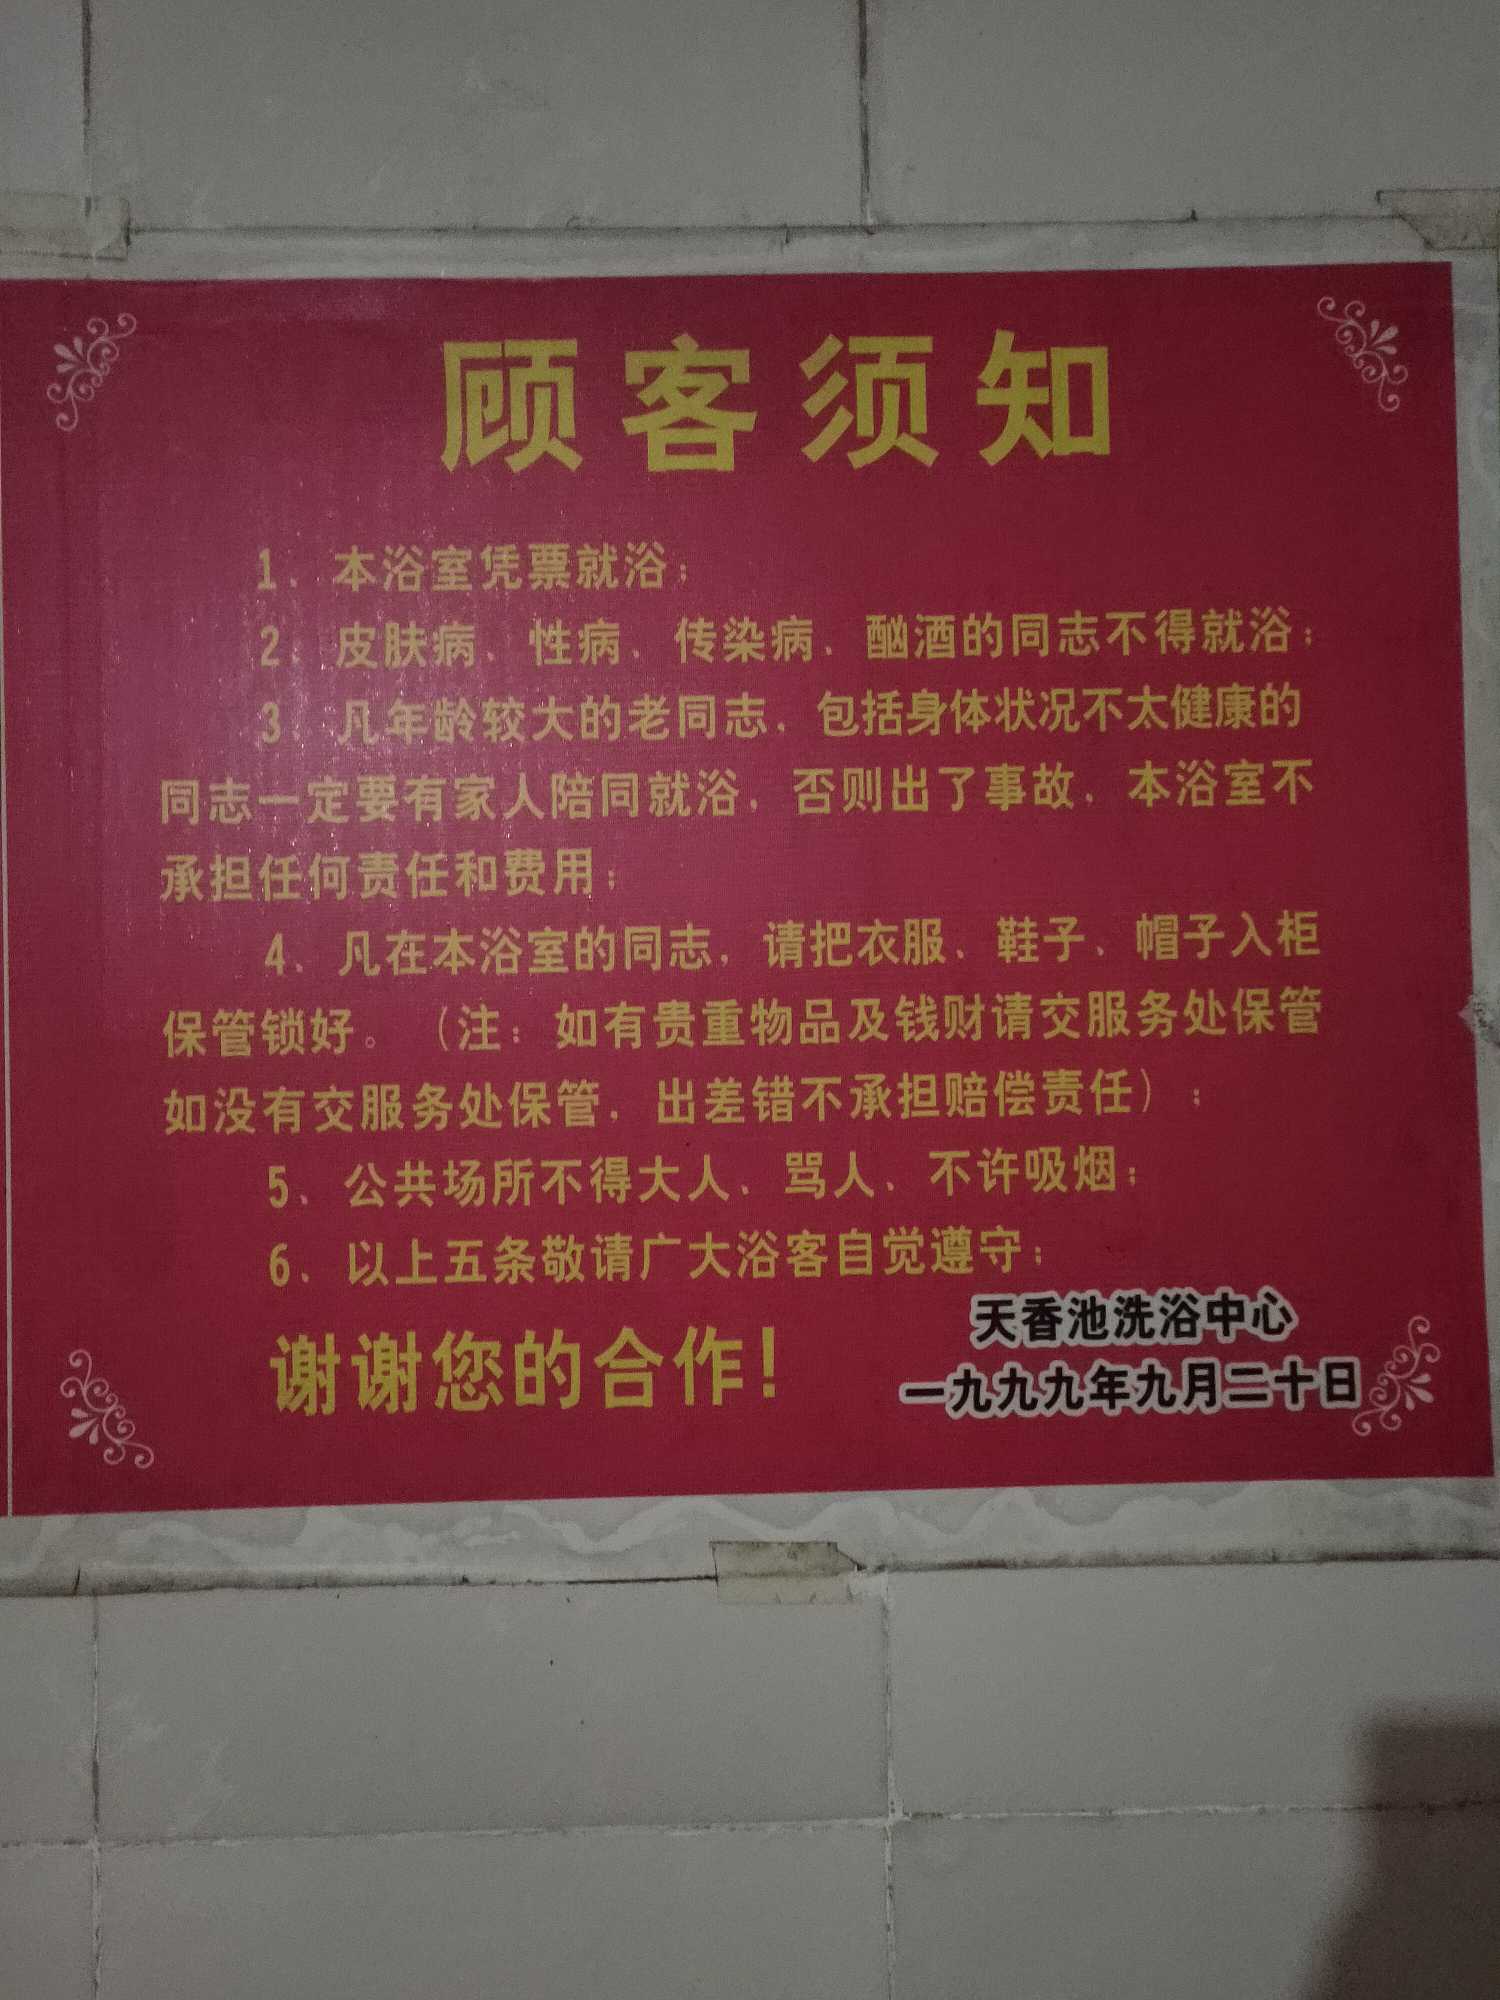 顾客须知
1、本浴室凭票就浴；
2、皮肤病、性病、传染病、酗酒的同志不得就浴；
3、凡年龄较大的老同志，包括身体状况不太健康的
同志一定要有家人陪同就浴，否则出了事故，本浴室不
承担任何责任和费用；
4、凡在本浴室的同志，请把衣服、鞋子、帽子入柜
保管锁好。（注：如有贵重物品及钱财请交服务处保管
如没有交服务处保管，出差错不承担赔偿责任）；
5、公共场所不得大人、骂人、不许吸烟；
6、以上五条敬请广大浴客自觉遵守；
谢谢您的合作！
天香池洗浴中心
一九九九年九月二十日